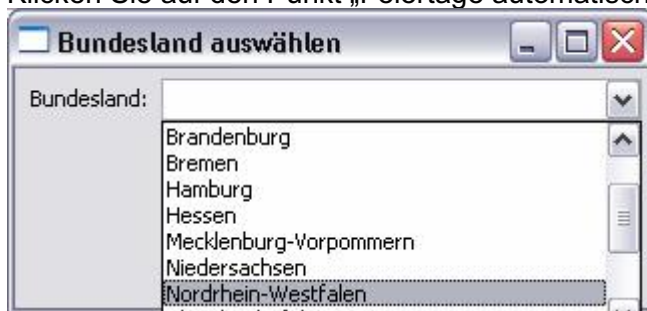 Klicken Sie auf den Punkt „Feiertage automatisch
Bundesland auswählen
Bundesland:
Brandenburg
Bremen
Hamburg
Hessen
Mecklenburg-Vorpommern
Niedersachsen
Nordrhein-Westfalen